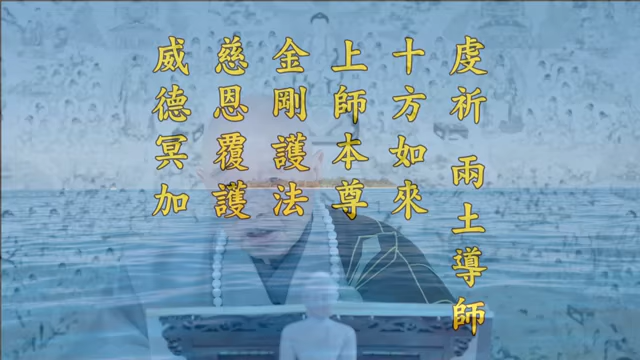 虔祈 兩土導師
十方如來
上師本尊
金剛護法
慈恩覆護
威德冥加